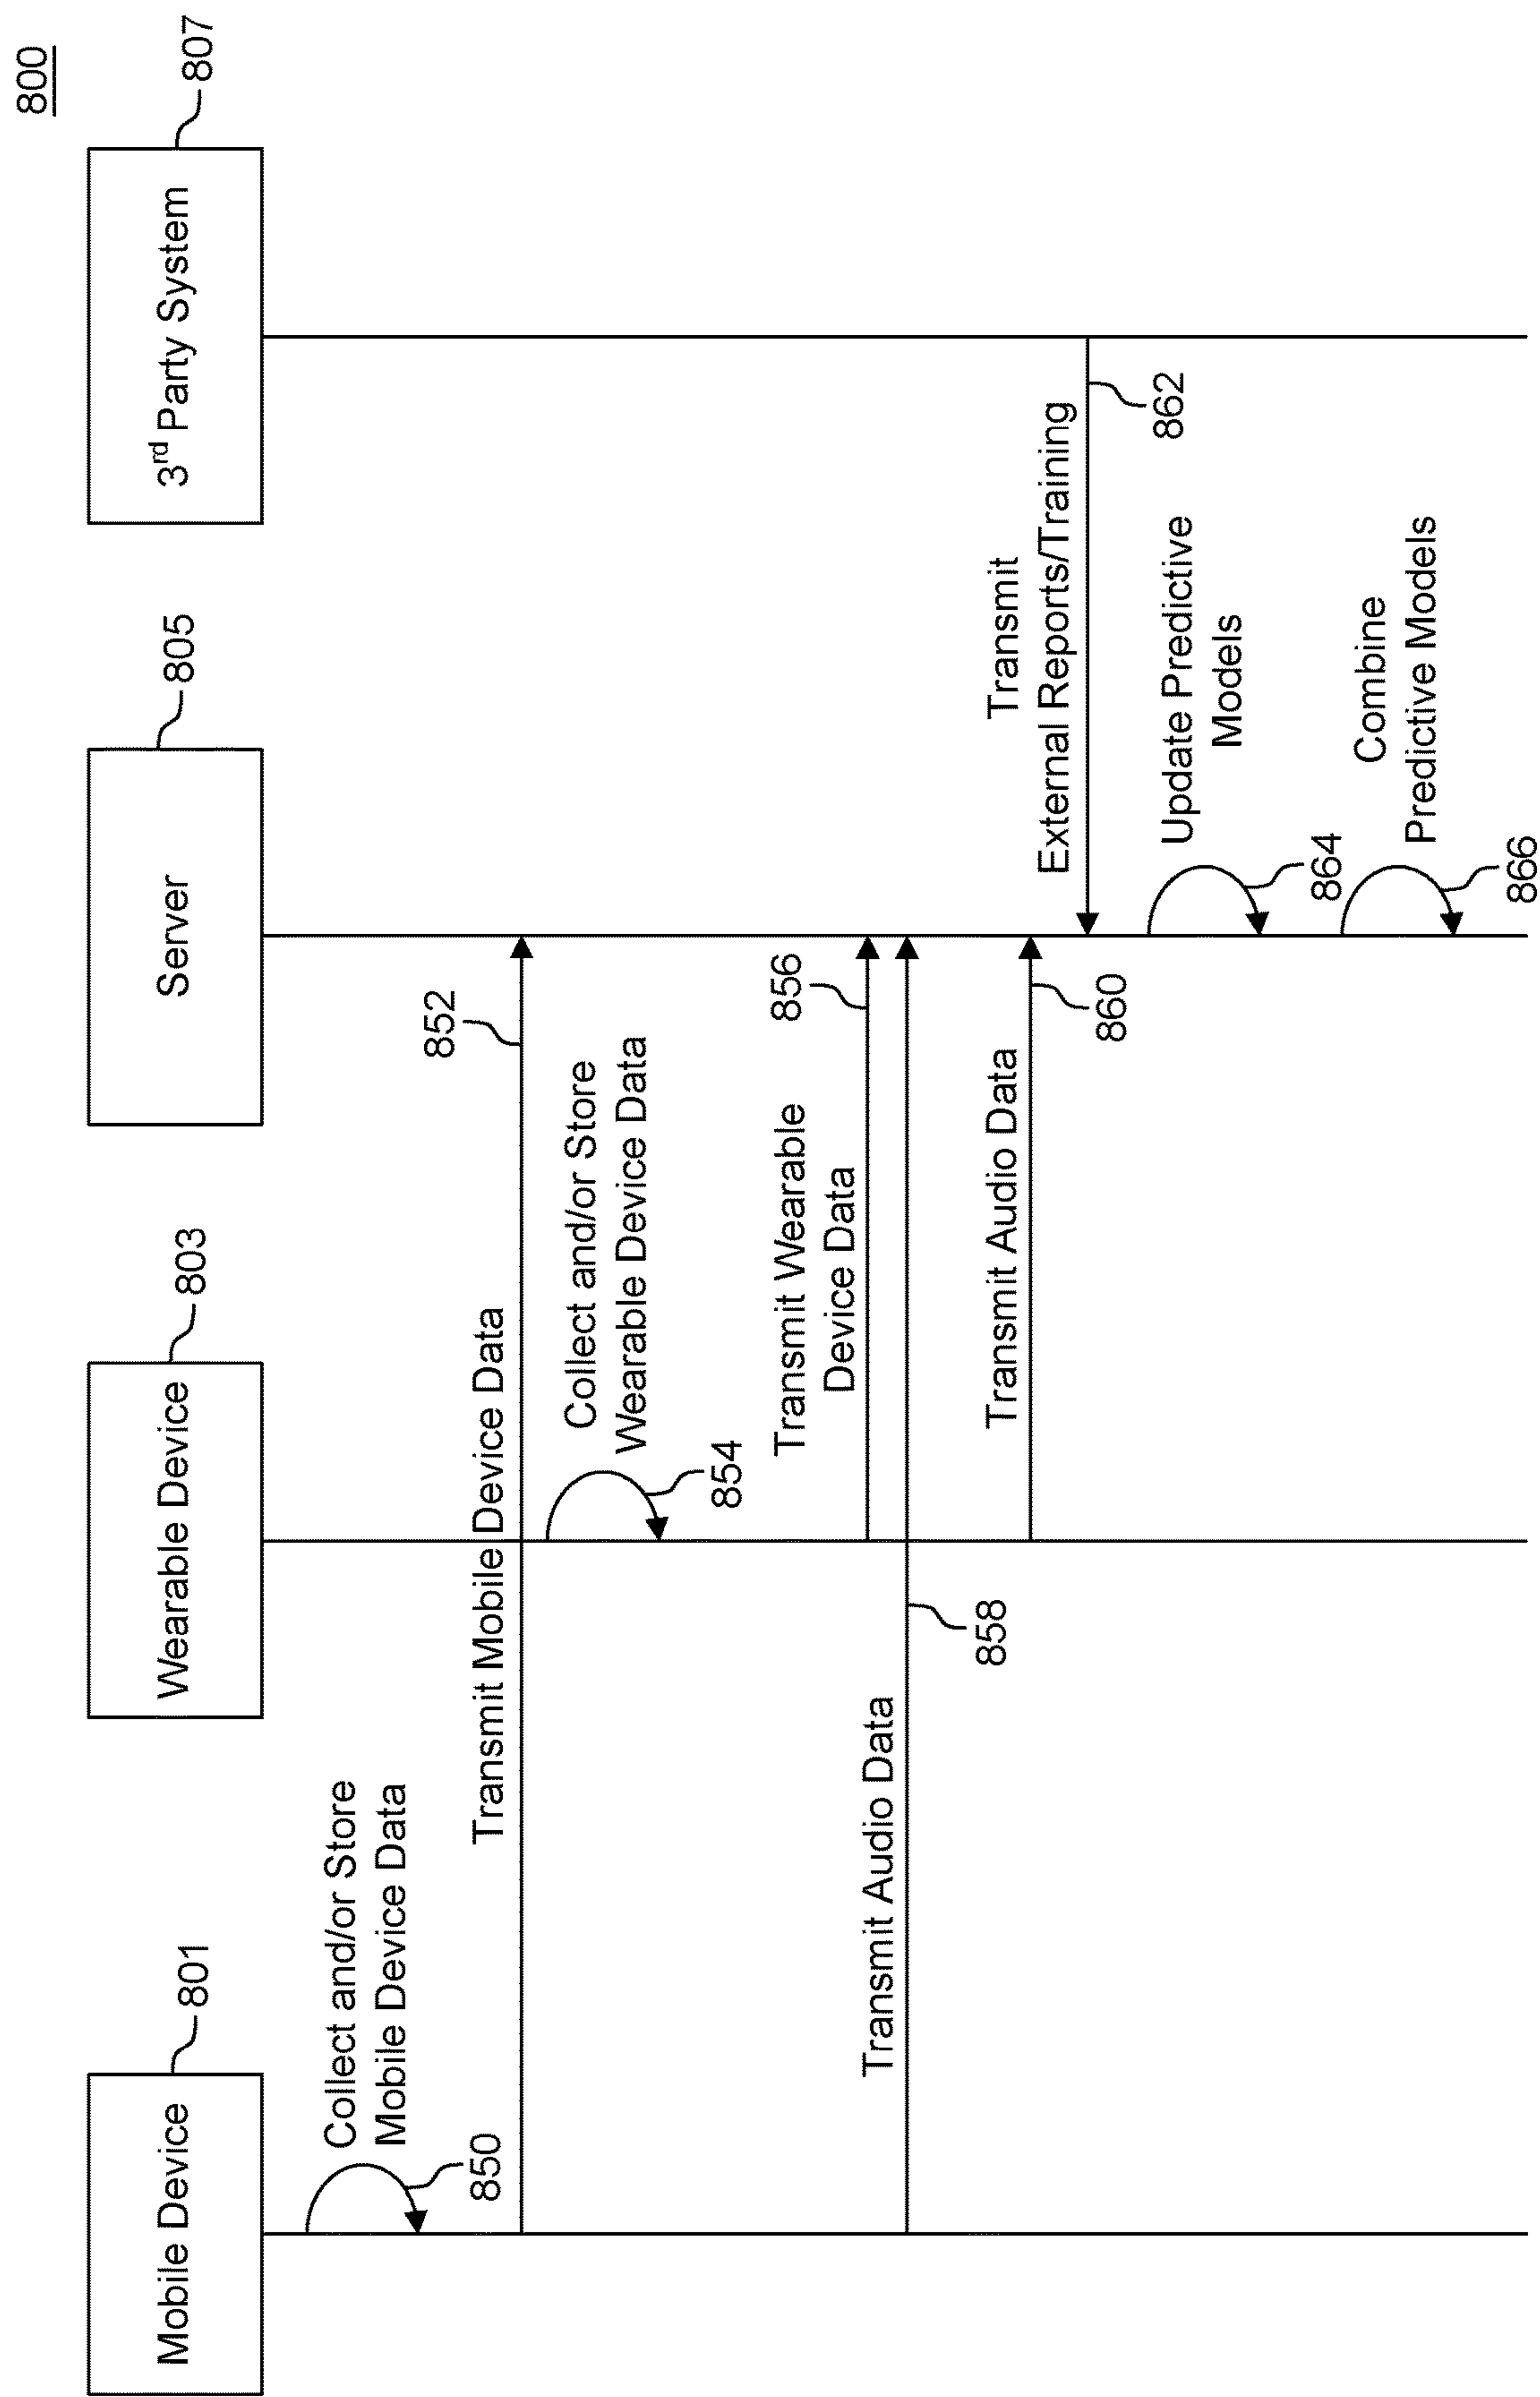 800
Mobile Device
801
Wearable Device
803
Server
805
3rd Party System
807
Collect and/or Store
Mobile Device Data
850
Transmit Mobile Device Data
852
Collect and/or Store
Wearable Device Data
854
Transmit Wearable
Device Data
856
Transmit Audio Data
858
Transmit Audio Data
860
Transmit
External Reports/Training
862
Update Predictive
Models
864
Combine
Predictive Models
866